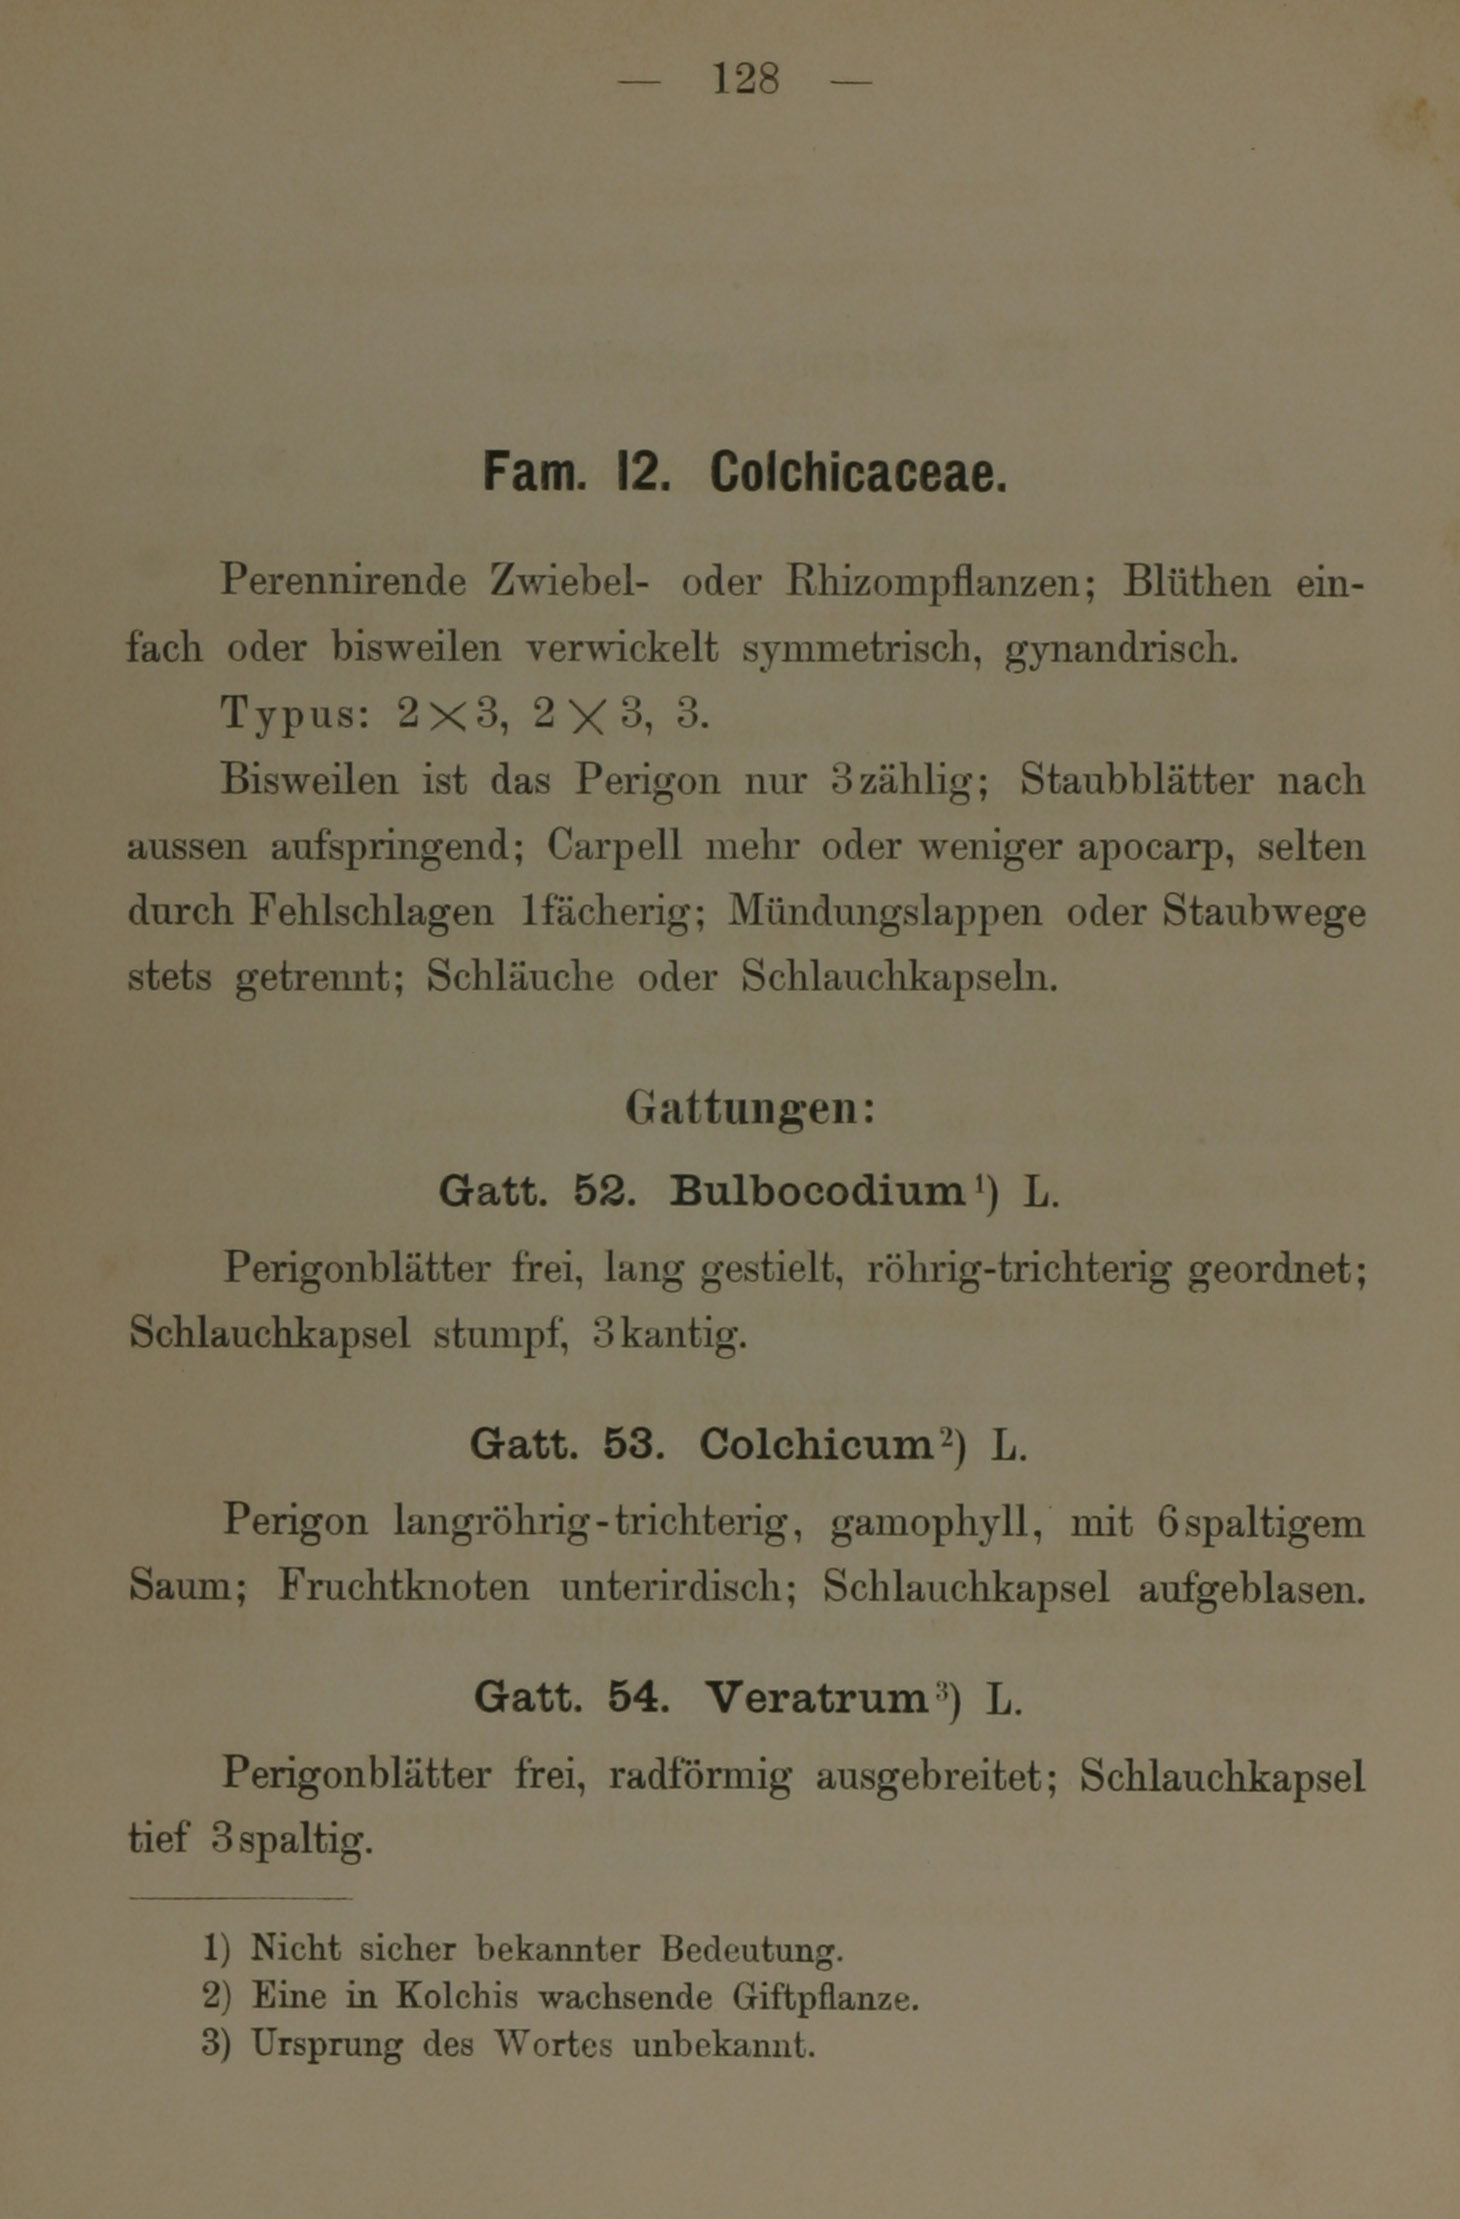 — 128 —
Fam. 12. Colchicaceae.
Perennirende Zwiebel- oder Rhizompflanzen; Blüthen ein-
fach oder bisweilen verwickelt symmetrisch, gynandrisch.
Typus: 2×3, 2×3, 3.
Bisweilen ist das Perigon nur 3zählig; Staubblätter nach
aussen aufspringend; Carpell mehr oder weniger apocarp, selten
durch Fehlschlagen 1fächerig; Mündungslappen oder Staubwege
stets getrennt; Schläuche oder Schlauchkapseln.
Gattungen:
Gatt. 52. Bulbocodium¹) L.
Perigonblätter frei, lang gestielt, röhrig-trichterig geordnet;
Schlauchkapsel stumpf, 3kantig.
Gatt. 53. Colchicum²) L.
Perigon langröhrig-trichterig, gamophyll, mit 6spaltigem
Saum; Fruchtknoten unterirdisch; Schlauchkapsel aufgeblasen.
Gatt. 54. Veratrum³) L.
Perigonblätter frei, radförmig ausgebreitet; Schlauchkapsel
tief 3spaltig.
1) Nicht sicher bekannter Bedeutung.
2) Eine in Kolchis wachsende Giftpflanze.
3) Ursprung des Wortes unbekannt.